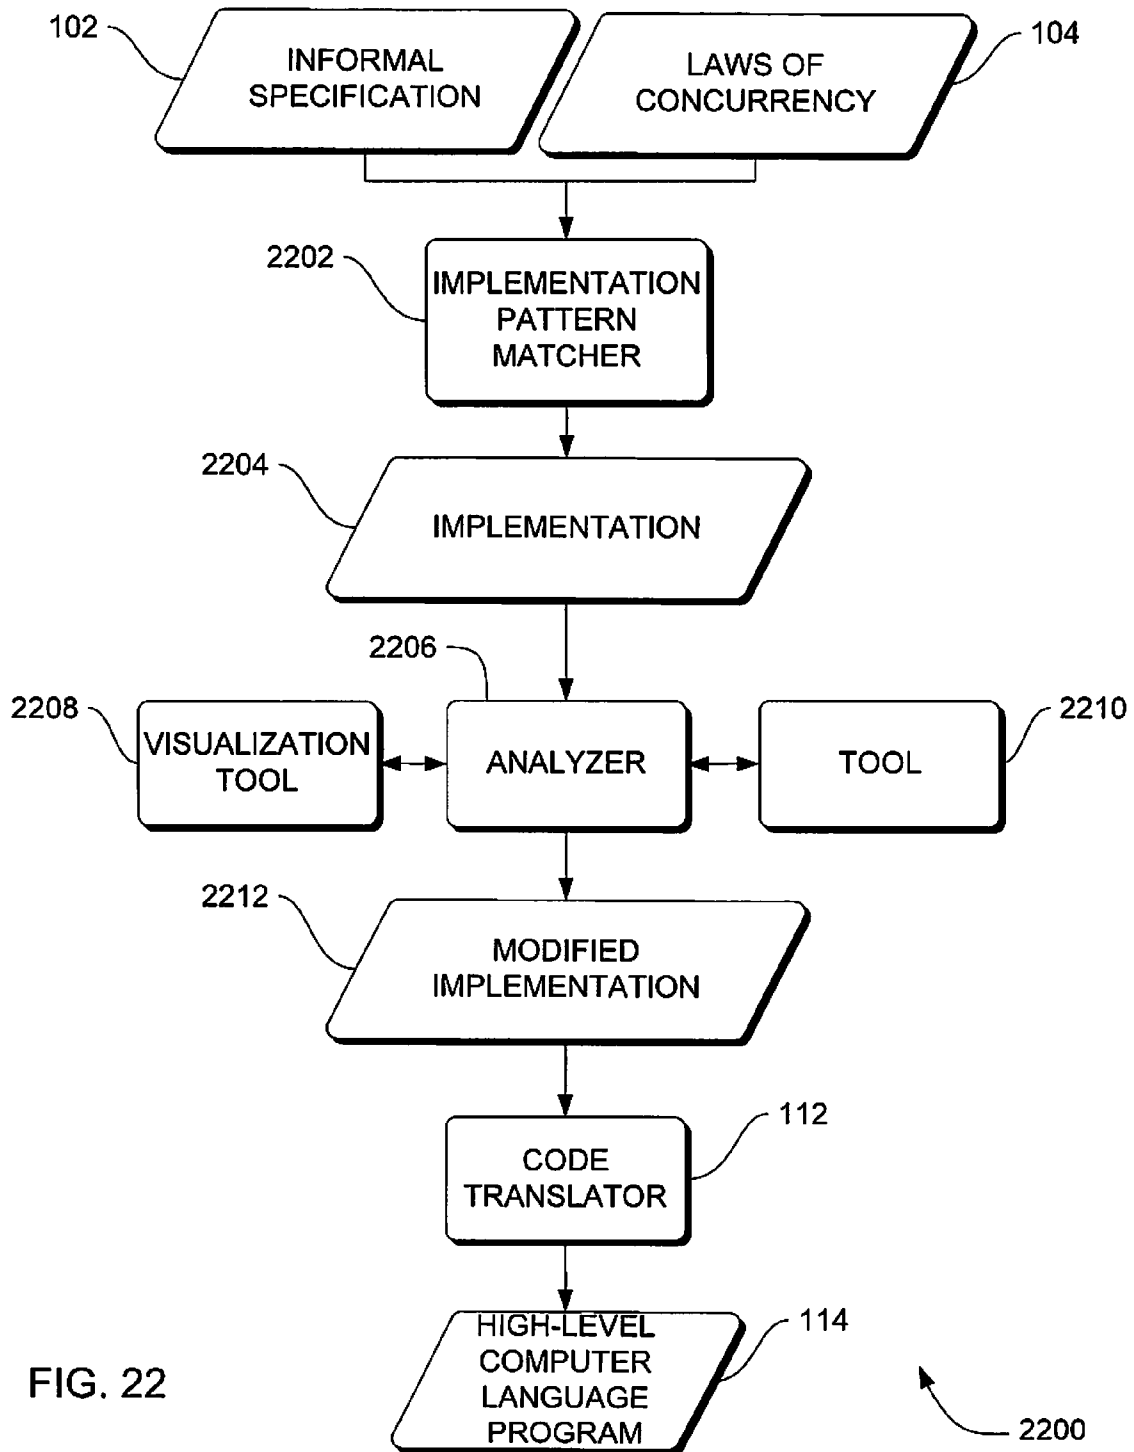 102
INFORMAL
SPECIFICATION
LAWS OF
CONCURRENCY
104
2202
IMPLEMENTATION
PATTERN
MATCHER
2204
IMPLEMENTATION
2206
2208
VISUALIZATION
TOOL
ANALYZER
TOOL
2210
2212
MODIFIED
IMPLEMENTATION
112
CODE
TRANSLATOR
114
HIGH-LEVEL
COMPUTER
LANGUAGE
PROGRAM
FIG. 22
2200